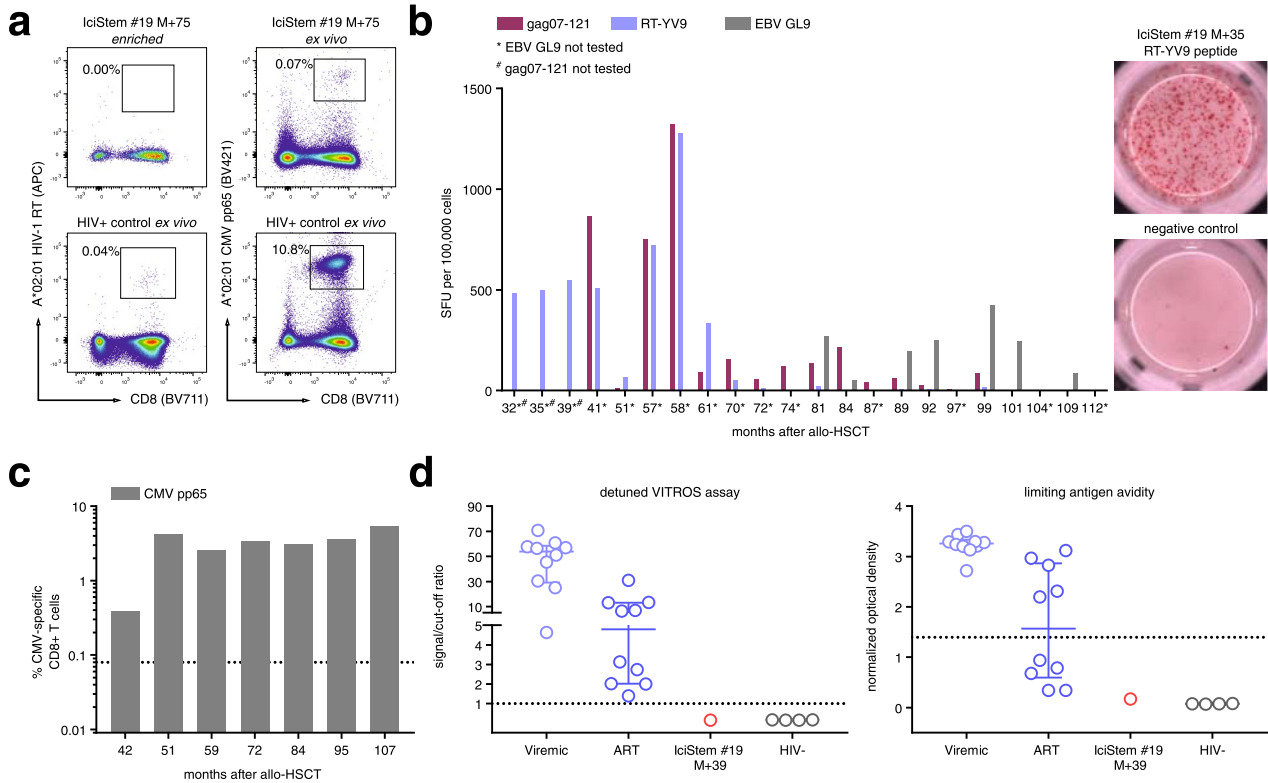 a
IciStem #19 M+75
enriched
0.00%
IciStem #19 M+75
ex vivo
0.07%
HIV+ control ex vivo
0.04%
HIV+ control ex vivo
10.8%
A*02:01 HIV-1 RT (APC)
A*02:01 CMV pp65 (BV421)
CD8 (BV711)
CD8 (BV711)
b
gag07-121 RT-YV9 EBV GL9
* EBV GL9 not tested
# gag07-121 not tested
1500
1000
500
0
SFU per 100,000 cells
32*# 35*# 39*# 41* 51* 57* 58* 61* 70* 72* 74* 81 84 87* 89 92 97* 99 101 104* 109 112*
months after allo-HSCT
IciStem #19 M+35
RT-YV9 peptide
negative control
c
CMV pp65
10
1
0.1
0.01
% CMV-specific
CD8+ T cells
42 51 59 72 84 95 107
months after allo-HSCT
d
detuned VITROS assay
90
70
50
30
10
5
4
3
2
1
signal/cut-off ratio
Viremic ART IciStem #19 HIV-
M+39
limiting antigen avidity
4
3
2
1
0
normalized optical density
Viremic ART IciStem #19 HIV-
M+39